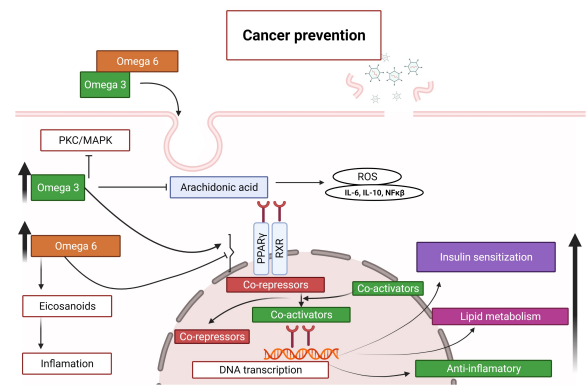 Cancer prevention
Omega 6
Omega 3
PKC/MAPK
Omega 3
Arachidonic acid
ROS
IL-6, IL-10, NFκβ
Omega 6
PPARγ
RXR
Insulin sensitization
Eicosanoids
Co-repressors
Co-activators
Co-activators
Lipid metabolism
Co-repressors
Inflamation
DNA transcription
Anti-inflamatory